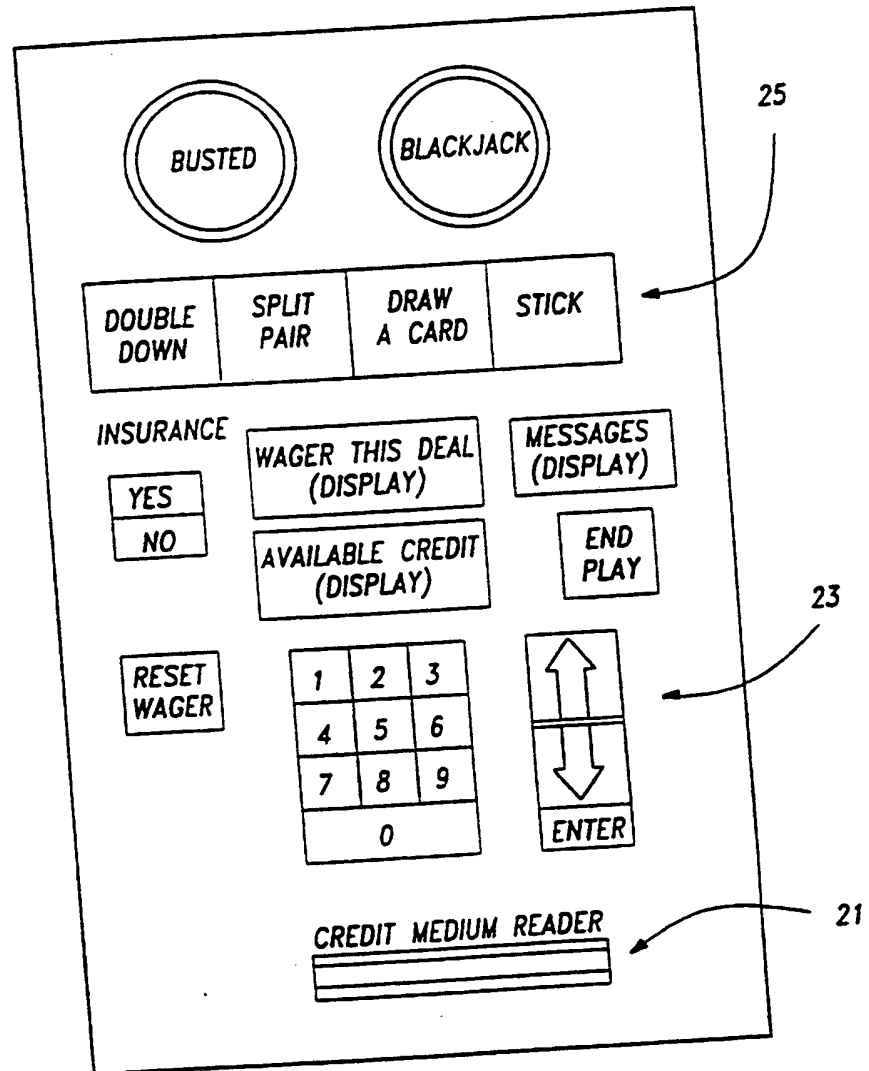 25
BUSTED
BLACKJACK
DOUBLE
DOWN
SPLIT
PAIR
DRAW
A CARD
STICK
INSURANCE
YES
NO
WAGER THIS DEAL
(DISPLAY)
MESSAGES
(DISPLAY)
AVAILABLE CREDIT
(DISPLAY)
END
PLAY
23
RESET
WAGER
1 2 3
4 5 6
7 8 9
0
ENTER
21
CREDIT MEDIUM READER